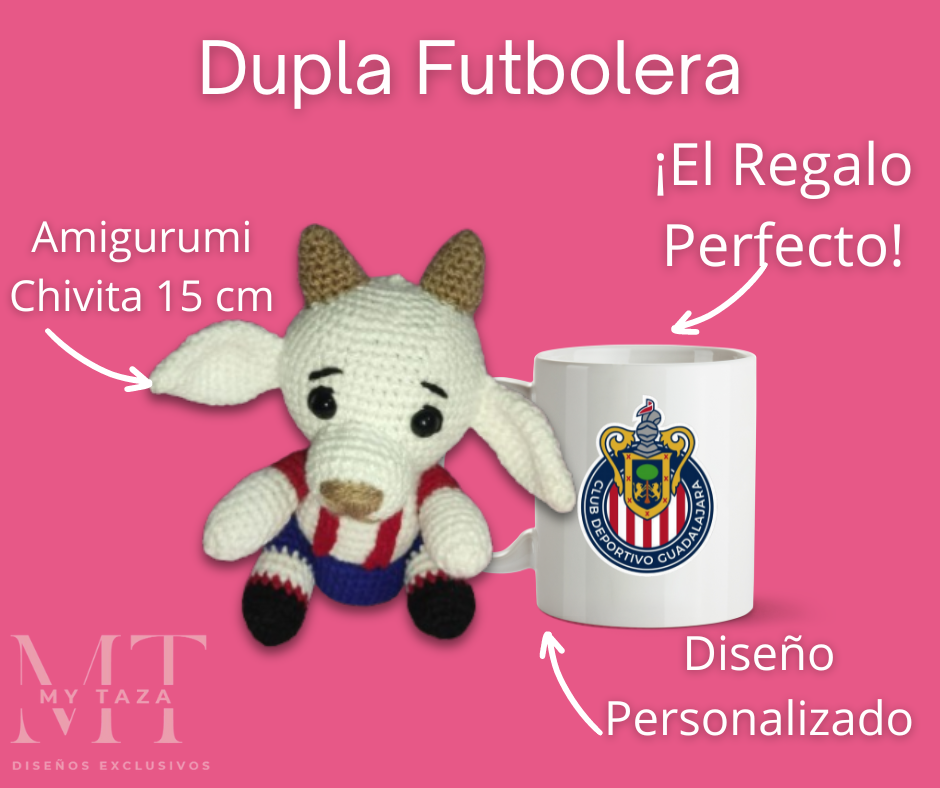 Dupla Futbolera
¡El Regalo
Perfecto!
Amigurumi
Chivita 15 cm
CLUB DEPORTIVO GUADALAJARA
Diseño
Personalizado
MT
MY TAZA
DISEÑOS EXCLUSIVOS